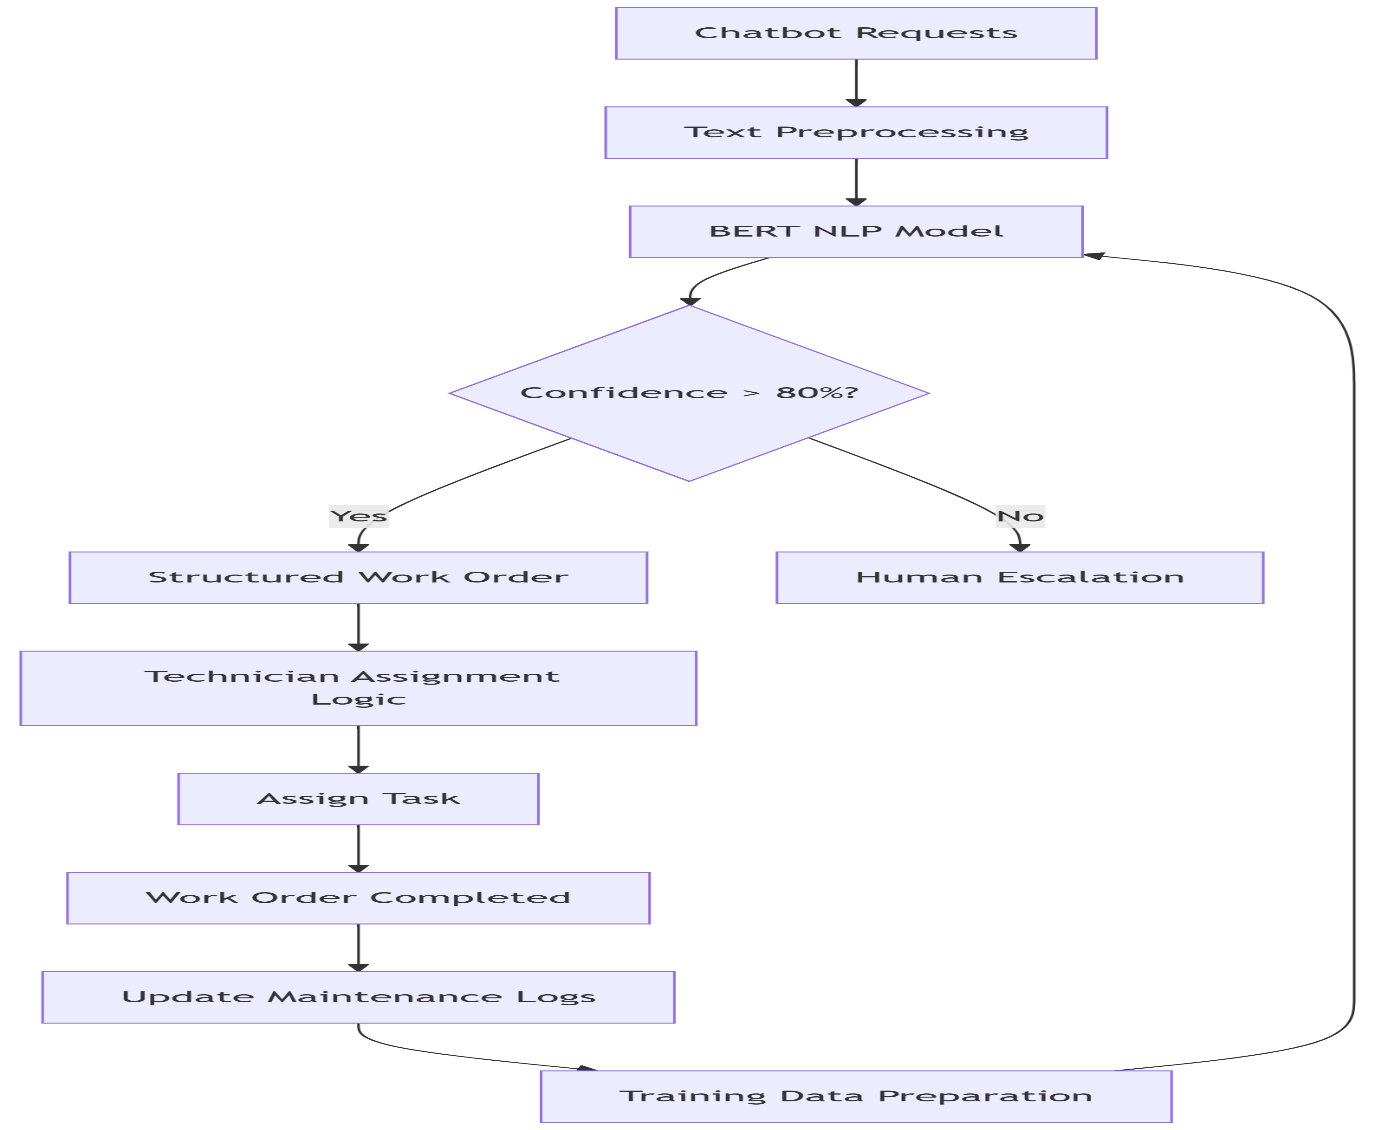 Chatbot Requests
Text Preprocessing
BERT NLP Model
Confidence > 80%?
Yes
No
Structured Work Order
Human Escalation
Technician Assignment
Logic
Assign Task
Work Order Completed
Update Maintenance Logs
Training Data Preparation